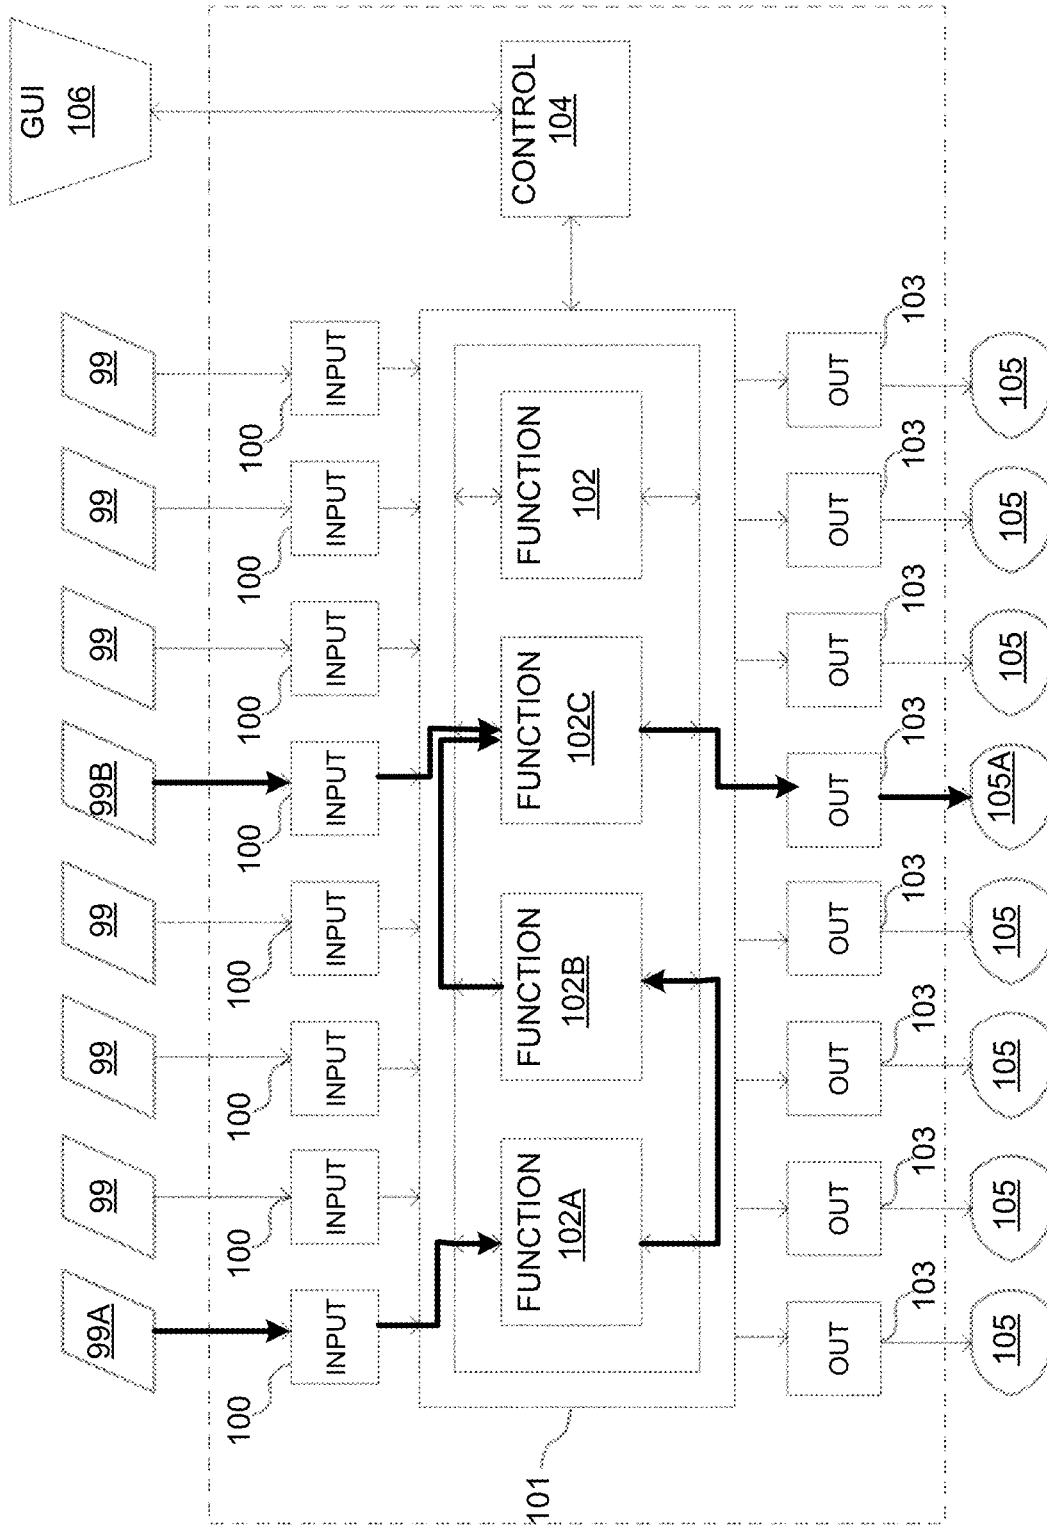 GUI
106
99A
99
99
99
99B
99
99
99
100
100
100
100
100
100
100
100
INPUT
INPUT
INPUT
INPUT
INPUT
INPUT
INPUT
INPUT
FUNCTION
102A
FUNCTION
102B
FUNCTION
102C
FUNCTION
102
CONTROL
104
101
OUT
OUT
OUT
OUT
OUT
OUT
OUT
OUT
103
103
103
103
103
103
103
103
105
105
105
105
105A
105
105
105